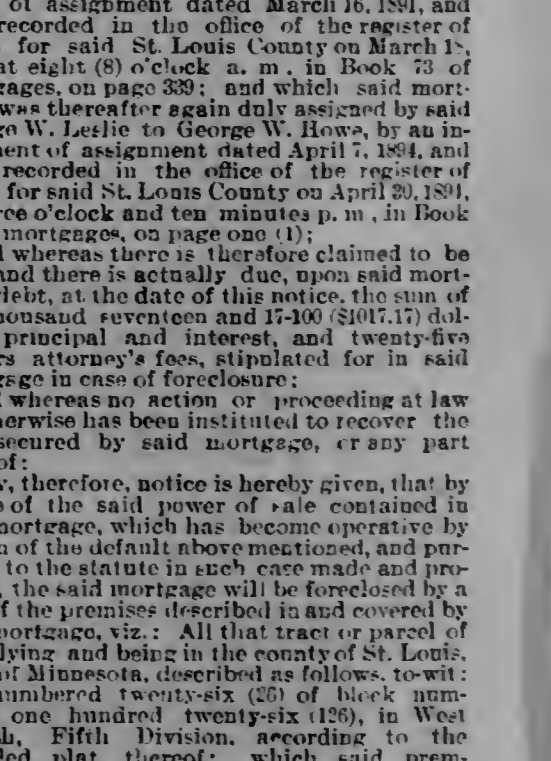 of assignment dated March 16, 1891, and
recorded in the office of the register of
for said St. Louis County on March
at eight (8) o'clock a. m., in Book 73 of
gages, on page 339; and which said mort-
was thereafter again duly assigned by said
ge W. Leslie to George W. Howe, by an in-
ment of assignment dated April 7, 1894, and
recorded in the office of the register of
for said St. Louis County on April 30, 1894,
ree o'clock and ten minutes p. m., in Book
mortgages, on page one (1);
d whereas there is therefore claimed to be
and there is actually due, upon said mort-
debt, at the date of this notice, the sum of
housand seventeen and 17-100 ($1017.17) dol-
principal and interest, and twenty-five
rs attorney's fees, stipulated for in said
gage in case of foreclosure;
whereas no action or proceeding at law
herwise has been instituted to recover the
secured by said mortgage, or any part
of;
, therefore, notice is hereby given, that by
of the said power of sale contained in
mortgage, which has become operative by
n of the default above mentioned, and pur-
to the statute in such case made and pro-
, the said mortgage will be foreclosed by a
f the premises described in and covered by
mortgage, viz.: All that tract or parcel of
lying and being in the county of St. Louis,
of Minnesota, described as follows, to-wit:
numbered twenty-six (26) of block num-
one hundred twenty-six (126), in West
h, Fifth Division, according to the
ded plat thereof; which said prem-